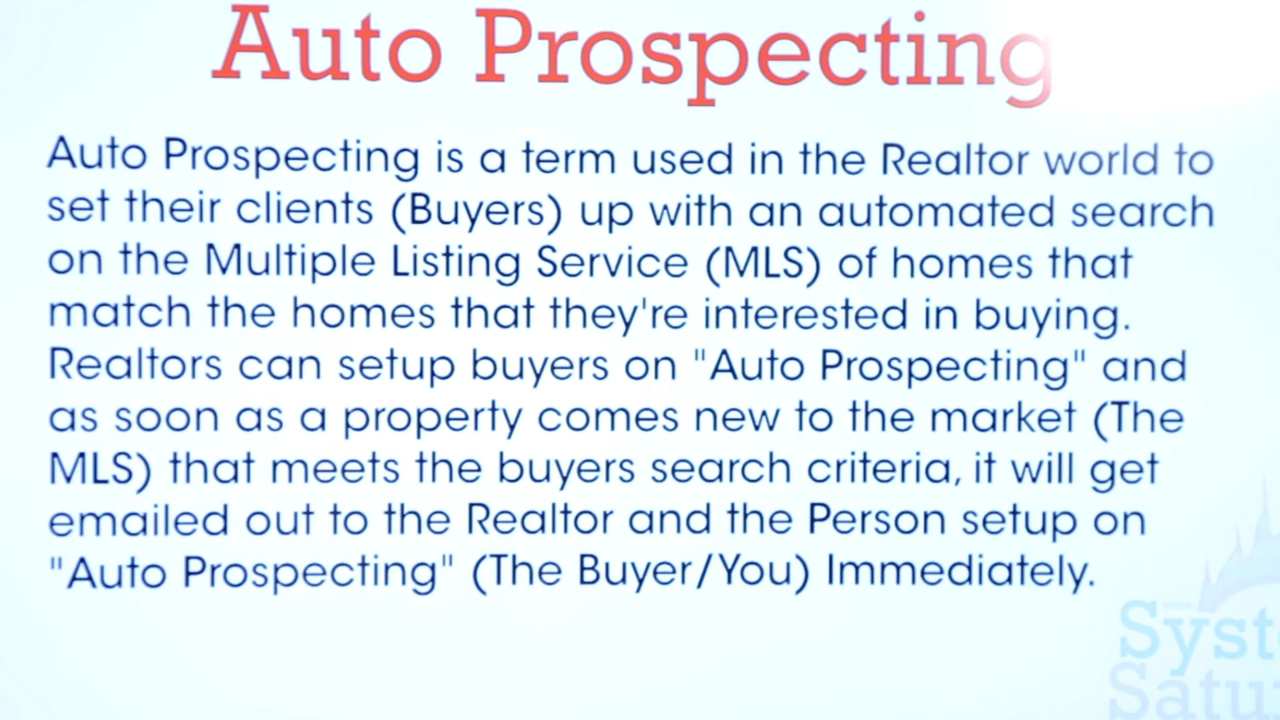 Auto Prospecting
Auto Prospecting is a term used in the Realtor world to
set their clients (Buyers) up with an automated search
on the Multiple Listing Service (MLS) of homes that
match the homes that they're interested in buying.
Realtors can setup buyers on "Auto Prospecting" and
as soon as a property comes new to the market (The
MLS) that meets the buyers search criteria, it will get
emailed out to the Realtor and the Person setup on
"Auto Prospecting" (The Buyer/You) Immediately.